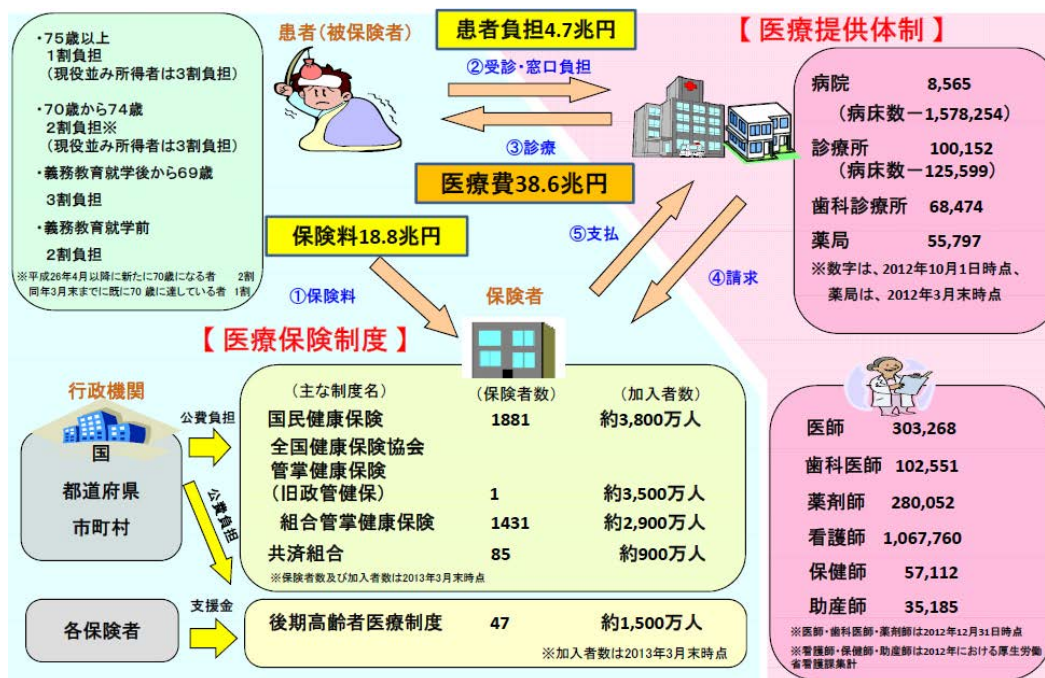 ・75歳以上
1割負担
(現役並み所得者は3割負担)
・70歳から74歳
2割負担※
(現役並み所得者は3割負担)
・義務教育就学後から69歳
3割負担
・義務教育就学前
2割負担
※平成26年4月以降に新たに70歳になる者 2割
同年3月末までに既に70 歳に達している者 1割
患者(被保険者)
患者負担4.7兆円
②受診・窓口負担
③診療
医療費38.6兆円
保険料18.8兆円
①保険料
⑤支払
④請求
保険者
【 医療提供体制 】
病院 8,565
(病床数ー1,578,254)
診療所 100,152
(病床数ー125,599)
歯科診療所 68,474
薬局 55,797
※数字は、2012年10月1日時点、
薬局は、2012年3月末時点
【 医療保険制度 】
行政機関
国
都道府県
市町村
公費負担
公費負担
(主な制度名) (保険者数) (加入者数)
国民健康保険 1881 約3,800万人
全国健康保険協会
管掌健康保険
(旧政管健保) 1 約3,500万人
組合管掌健康保険 1431 約2,900万人
共済組合 85 約900万人
※保険者数及び加入者数は2013年3月末時点
各保険者
支援金
後期高齢者医療制度 47 約1,500万人
※加入者数は2013年3月末時点
医師 303,268
歯科医師 102,551
薬剤師 280,052
看護師 1,067,760
保健師 57,112
助産師 35,185
※医師・歯科医師・薬剤師は2012年12月31日時点
※看護師・保健師・助産師は2012年における厚生労働
省看護課集計